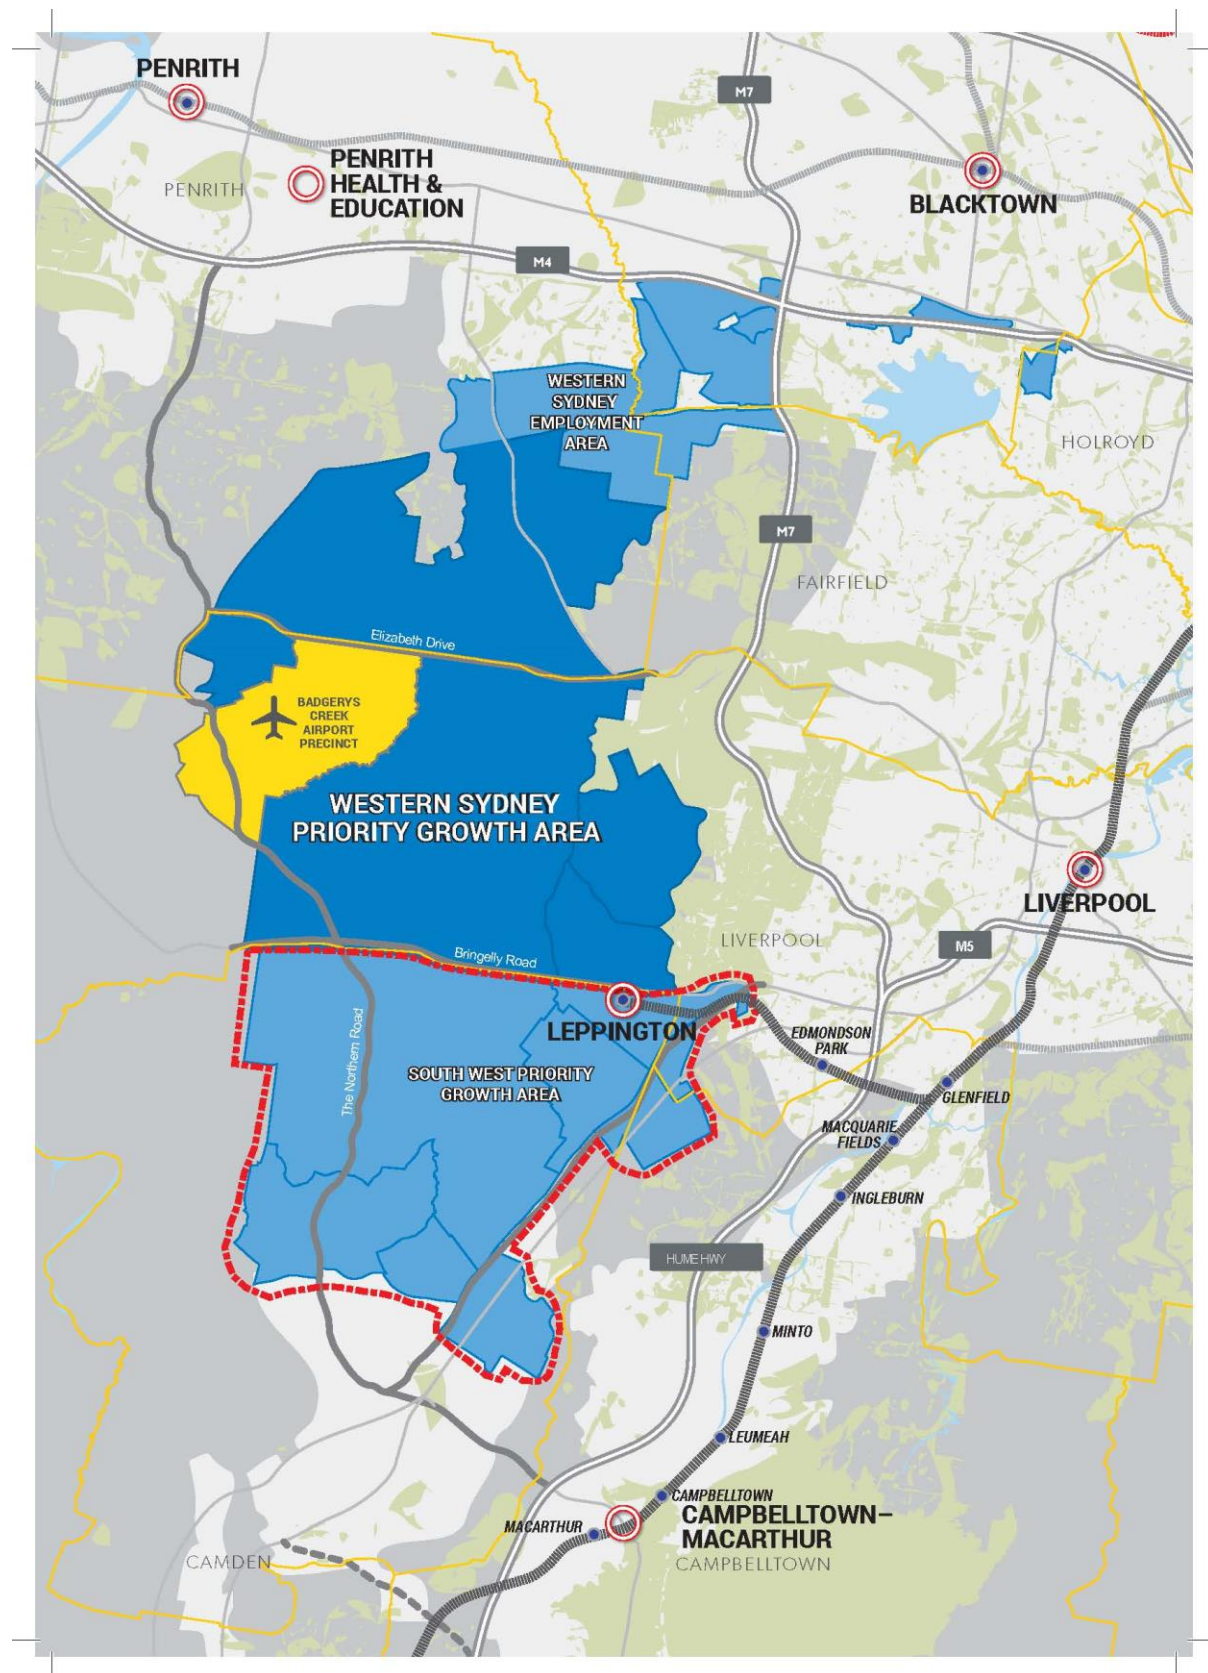 PENRITH
M7
PENRITH
HEALTH &
EDUCATION
PENRITH
BLACKTOWN
M4
WESTERN
SYDNEY
EMPLOYMENT
AREA
HOLROYD
M7
FAIRFIELD
Elizabeth Drive
BADGERYS
CREEK
AIRPORT
PRECINCT
WESTERN SYDNEY
PRIORITY GROWTH AREA
LIVERPOOL
LIVERPOOL
M5
Bringelly Road
LEPPINGTON
EDMONDSON
PARK
The Northern Road
SOUTH WEST PRIORITY
GROWTH AREA
GLENFIELD
MACQUARIE
FIELDS
INGLEBURN
HUME HWY
MINTO
LEUMEAH
CAMPBELLTOWN
CAMPBELLTOWN–
MACARTHUR
MACARTHUR
CAMDEN
CAMPBELLTOWN